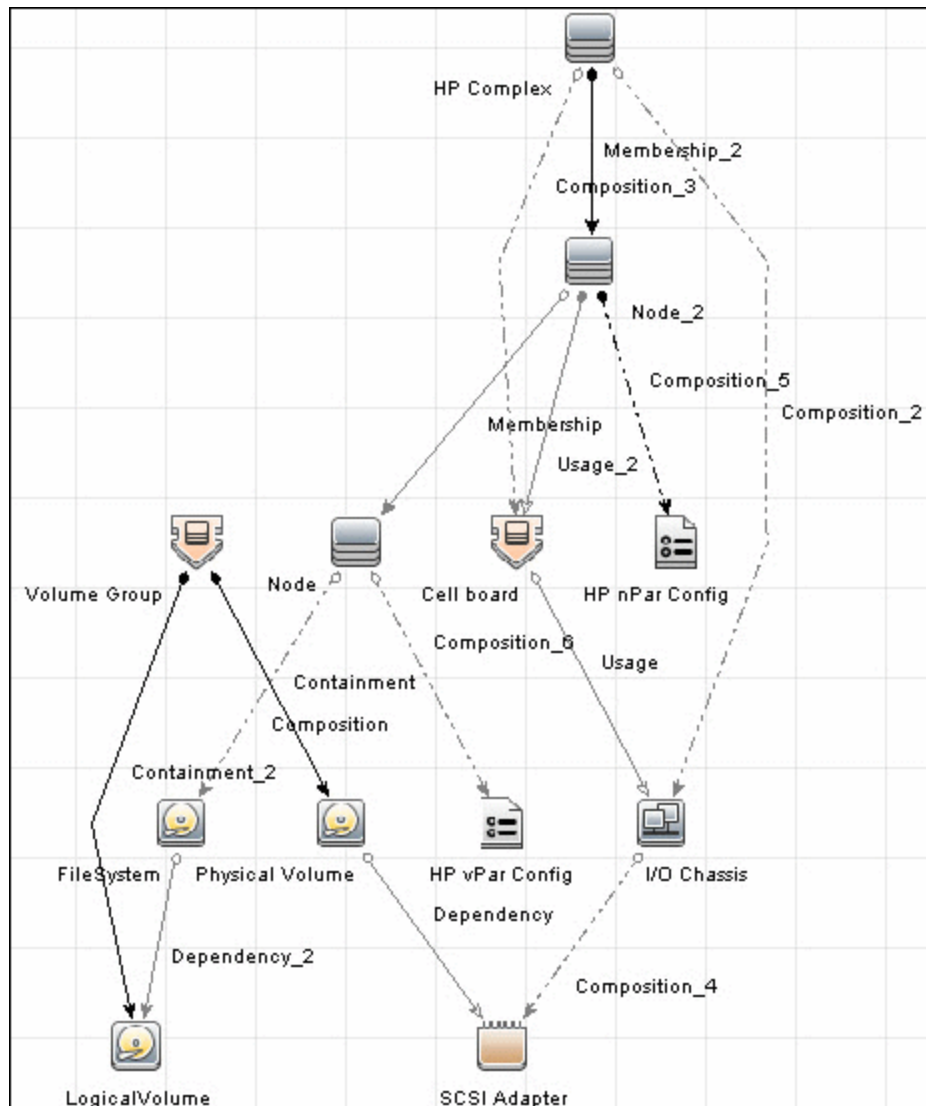 HP Complex
Membership_2
Composition_3
Node_2
Composition_5
Composition_2
Membership
Usage_2
Volume Group
Node
Cell board
HP nPar Config
Composition_6
Usage
Containment
Composition
Containment_2
FileSystem
Physical Volume
HP vPar Config
I/O Chassis
Dependency
Dependency_2
Composition_4
LogicalVolume
SCSI Adapter